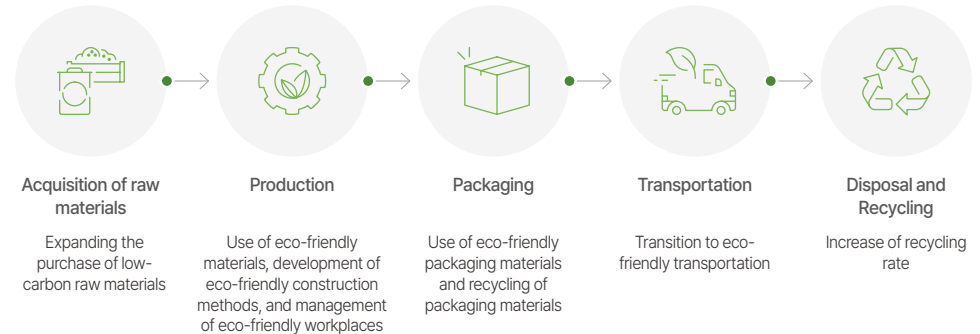 Acquisition of raw
materials
Expanding the
purchase of low-
carbon raw materials
Production
Use of eco-friendly
materials, development of
eco-friendly construction
methods, and management
of eco-friendly workplaces
Packaging
Use of eco-friendly
packaging materials
and recycling of
packaging materials
Transportation
Transition to eco-
friendly transportation
Disposal and
Recycling
Increase of recycling
rate